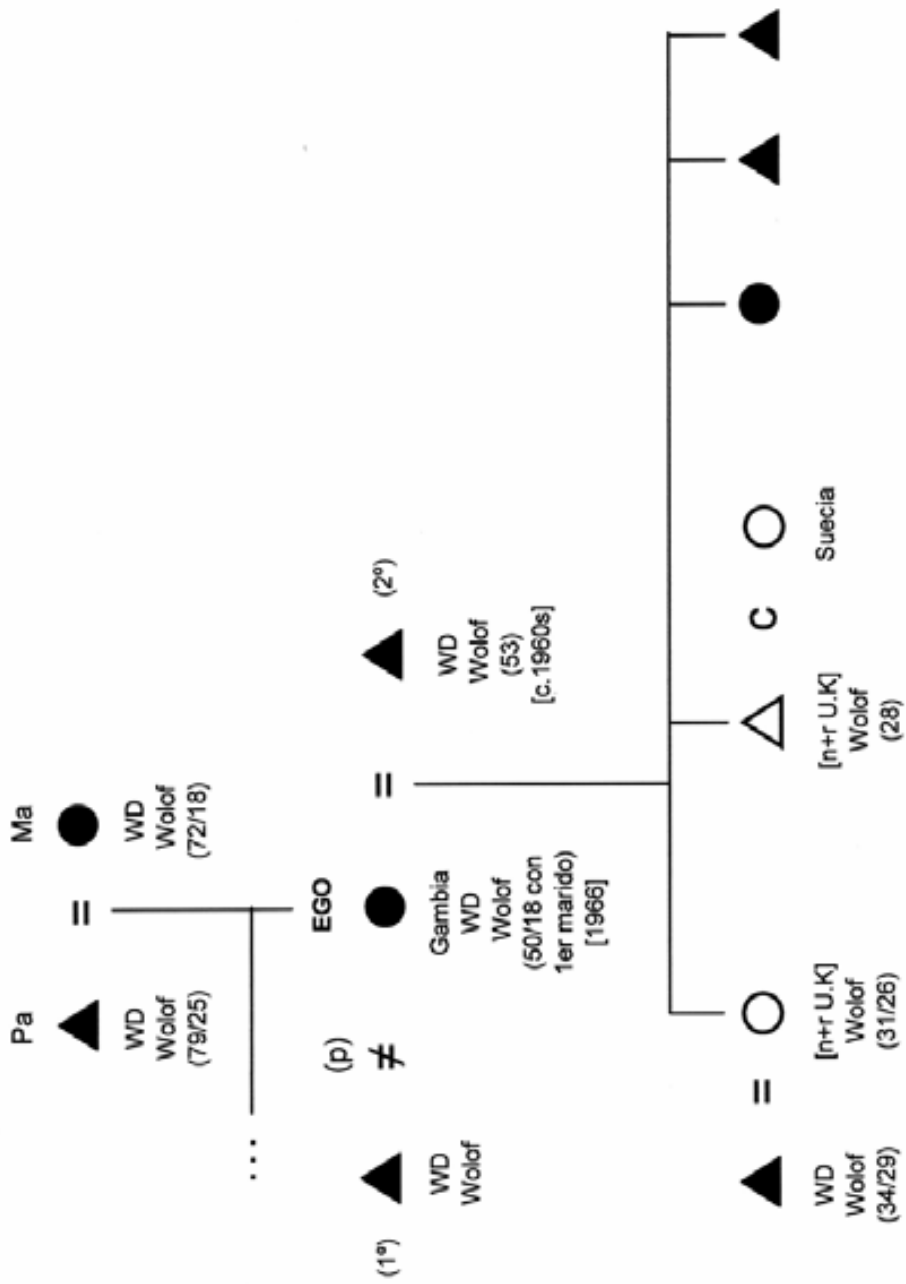 Pa
=
Ma
WD
Wolof
(79/25)
WD
Wolof
(72/18)
...
EGO
(1º)
WD
Wolof
(p)
≠
Gambia
WD
Wolof
(50/18 con
1er marido)
[1966]
=
(2º)
WD
Wolof
(53)
[c.1960s]
WD
Wolof
(34/29)
=
[n+r U.K]
Wolof
(31/26)
[n+r U.K]
Wolof
(28)
C
Suecia